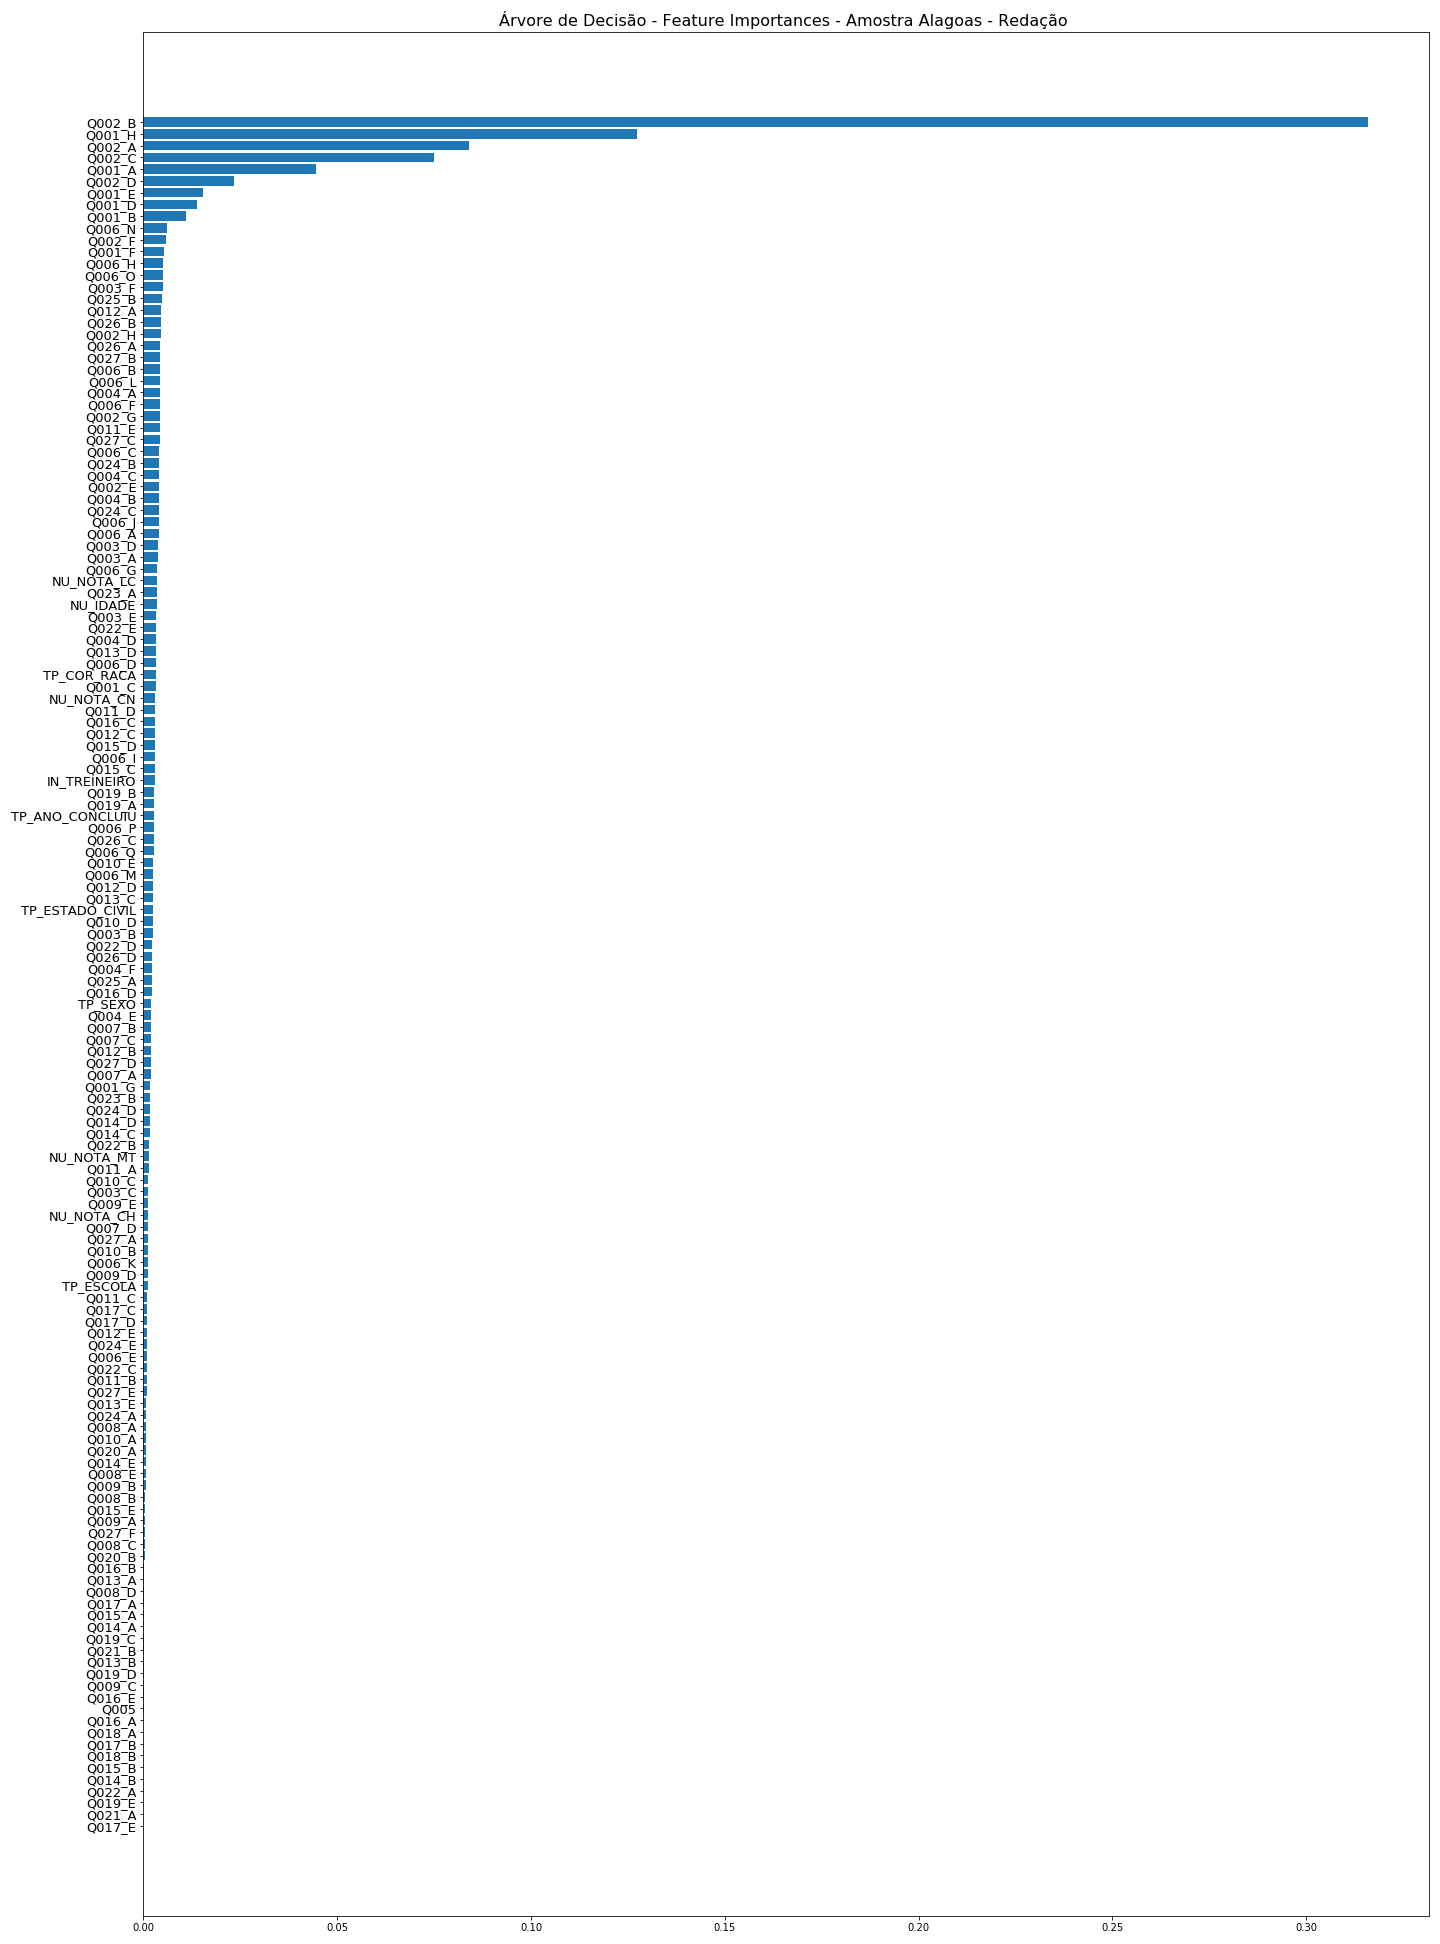 Árvore de Decisão - Feature Importances - Amostra Alagoas - Redação
Q002_B
Q001_H
Q002_A
Q002_C
Q001_A
Q002_D
Q001_E
Q001_D
Q001_B
Q006_N
Q002_F
Q001_F
Q006_H
Q006_O
Q003_F
Q025_B
Q012_A
Q026_B
Q002_H
Q026_A
Q027_B
Q006_B
Q006_L
Q004_A
Q006_F
Q002_G
Q011_E
Q027_C
Q006_C
Q024_B
Q004_C
Q002_E
Q004_B
Q024_C
Q006_J
Q006_A
Q003_D
Q003_A
Q006_G
NU_NOTA_LC
Q023_A
NU_IDADE
Q003_E
Q022_E
Q004_D
Q013_D
Q006_D
TP_COR_RACA
Q001_C
NU_NOTA_CN
Q011_D
Q016_C
Q012_C
Q015_D
Q006_I
Q015_C
IN_TREINEIRO
Q019_B
Q019_A
TP_ANO_CONCLUIU
Q006_P
Q026_C
Q006_Q
Q010_E
Q006_M
Q012_D
Q013_C
TP_ESTADO_CIVIL
Q010_D
Q003_B
Q022_D
Q026_D
Q004_F
Q025_A
Q016_D
TP_SEXO
Q004_E
Q007_B
Q007_C
Q012_B
Q027_D
Q007_A
Q001_G
Q023_B
Q024_D
Q014_D
Q014_C
Q022_B
NU_NOTA_MT
Q011_A
Q010_C
Q003_C
Q009_E
NU_NOTA_CH
Q007_D
Q027_A
Q010_B
Q006_K
Q009_D
TP_ESCOLA
Q011_C
Q017_C
Q017_D
Q012_E
Q024_E
Q006_E
Q022_C
Q011_B
Q027_E
Q013_E
Q024_A
Q008_A
Q010_A
Q020_A
Q014_E
Q008_E
Q009_B
Q008_B
Q015_E
Q009_A
Q027_F
Q008_C
Q020_B
Q016_B
Q013_A
Q008_D
Q017_A
Q015_A
Q014_A
Q019_C
Q021_B
Q013_B
Q019_D
Q009_C
Q016_E
Q005
Q016_A
Q018_A
Q017_B
Q018_B
Q015_B
Q014_B
Q022_A
Q019_E
Q021_A
Q017_E
0.00 0.05 0.10 0.15 0.20 0.25 0.30